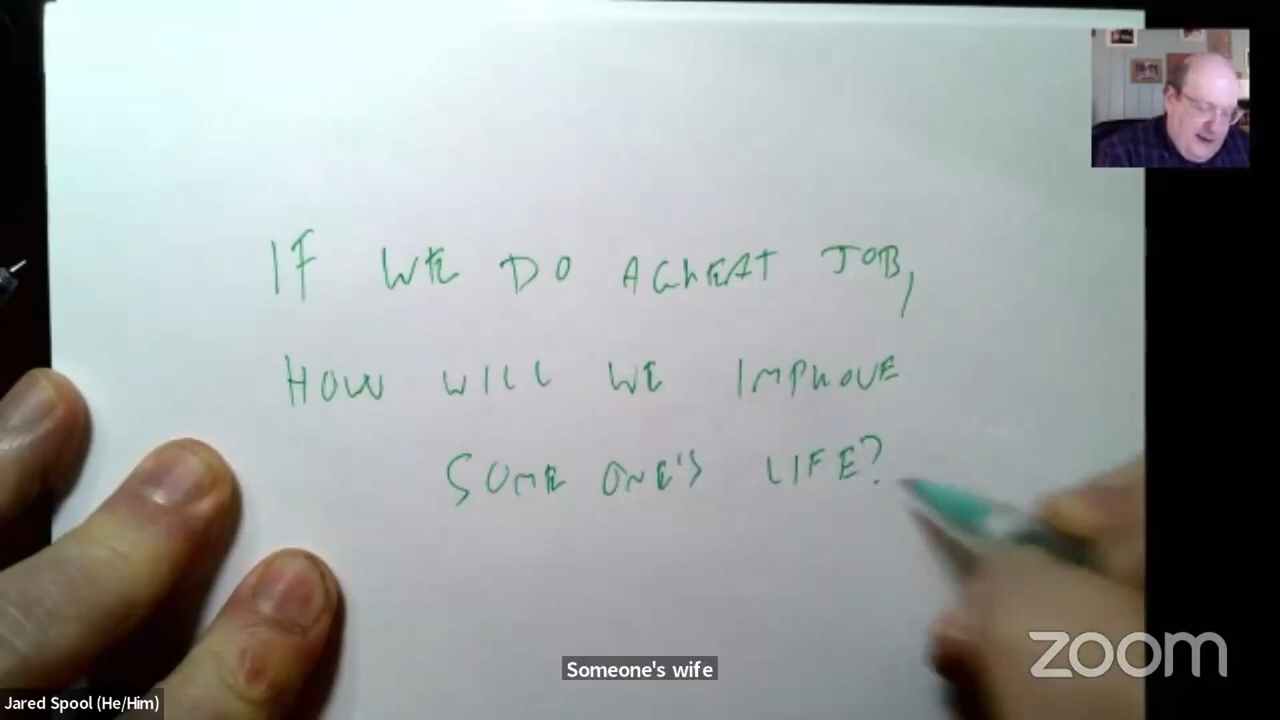 IF WE DO A GREAT JOB,
HOW WILL WE IMPROVE
SOME ONE'S LIFE?
Someone's wife
zoom
Jared Spool (He/Him)